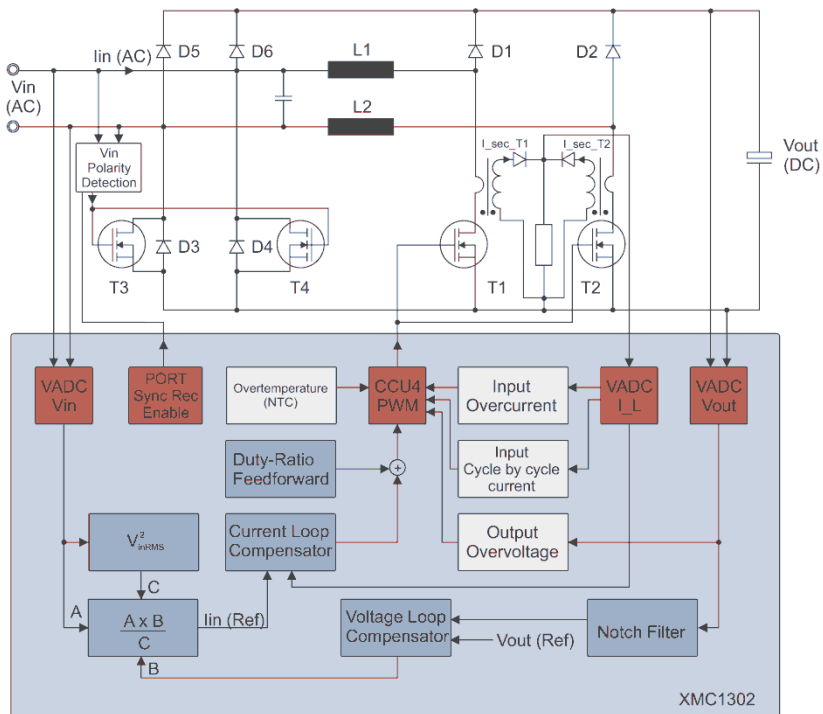 D5
D6
L1
D1
D2
Iin (AC)
Vin
(AC)
L2
I_sec_T1
I_sec_T2
Vout
(DC)
Vin
Polarity
Detection
D3
D4
T3
T4
T1
T2
VADC
Vin
PORT
Sync Rec
Enable
Overtemperature
(NTC)
CCU4
PWM
Input
Overcurrent
VADC
I_L
VADC
Vout
Duty-Ratio
Feedforward
+
Input
Cycle by cycle
current
V²inRMS
Current Loop
Compensator
Output
Overvoltage
C
A
A x B
C
Iin (Ref)
Voltage Loop
Compensator
Vout (Ref)
Notch Filter
B
XMC1302